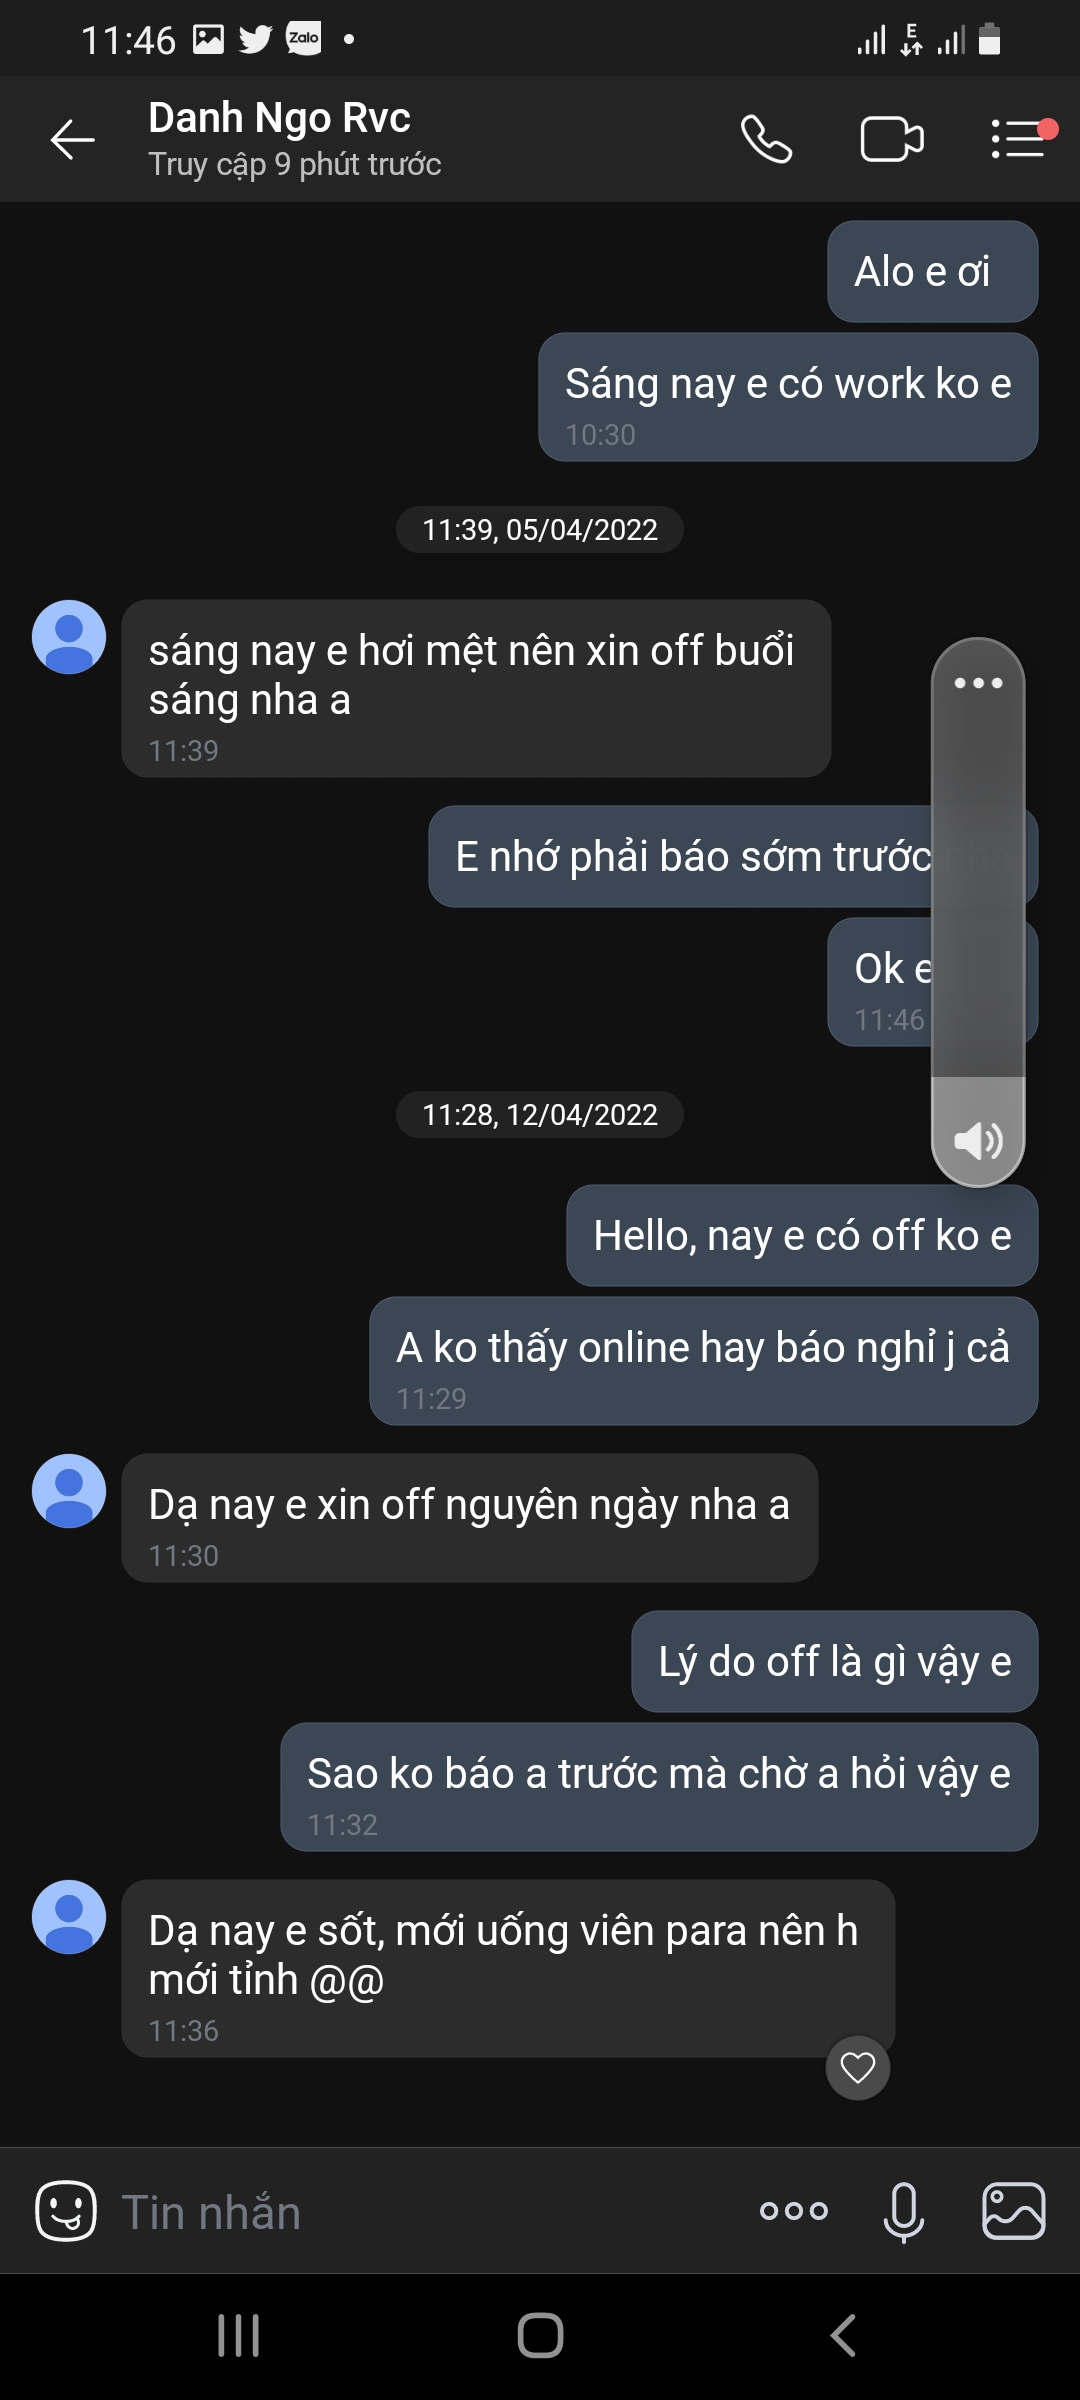 11:46
Zalo
E
Danh Ngo Rvc
Truy cập 9 phút trước
Alo e ơi
Sáng nay e có work ko e
10:30
11:39, 05/04/2022
sáng nay e hơi mệt nên xin off buổi
sáng nha a
11:39
E nhớ phải báo sớm trước nha
Ok e
11:46
11:28, 12/04/2022
Hello, nay e có off ko e
A ko thấy online hay báo nghỉ j cả
11:29
Dạ nay e xin off nguyên ngày nha a
11:30
Lý do off là gì vậy e
Sao ko báo a trước mà chờ a hỏi vậy e
11:32
Dạ nay e sốt, mới uống viên para nên h
mới tỉnh @@
11:36
Tin nhắn